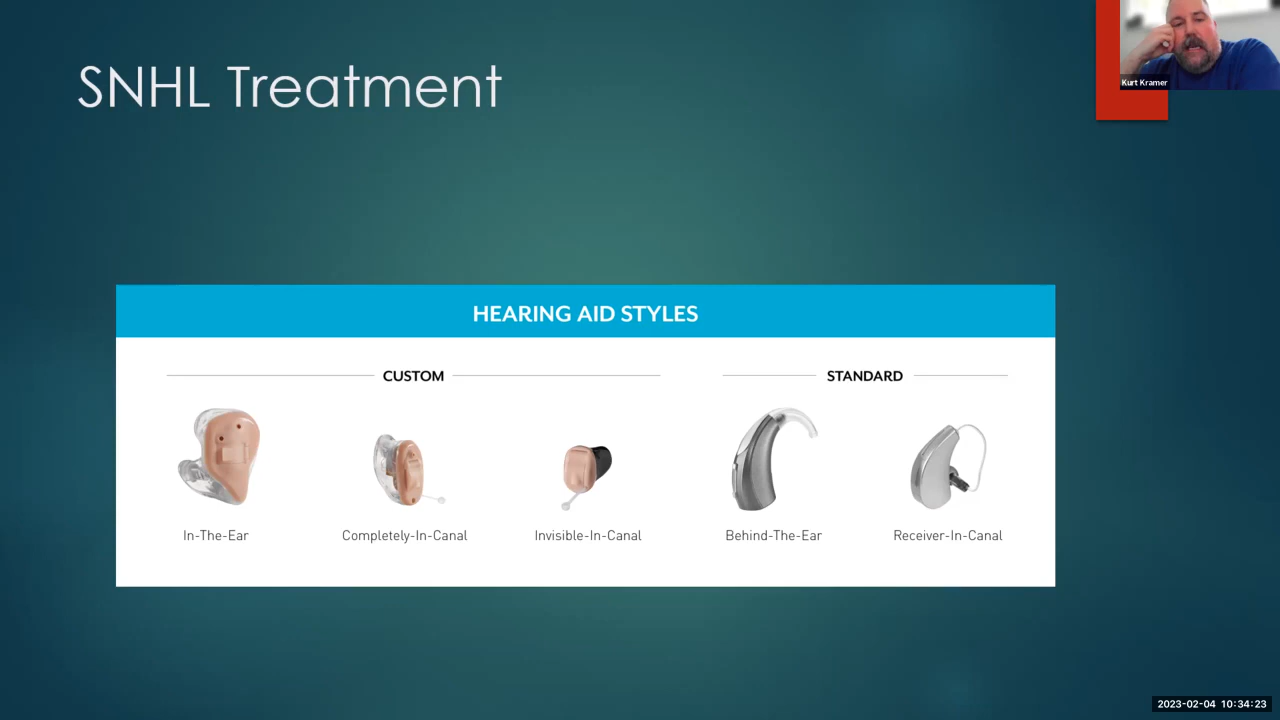 SNHL Treatment
Kurt Kramer
HEARING AID STYLES
CUSTOM
STANDARD
In-The-Ear
Completely-In-Canal
Invisible-In-Canal
Behind-The-Ear
Receiver-In-Canal
2023-02-04 10:34:23